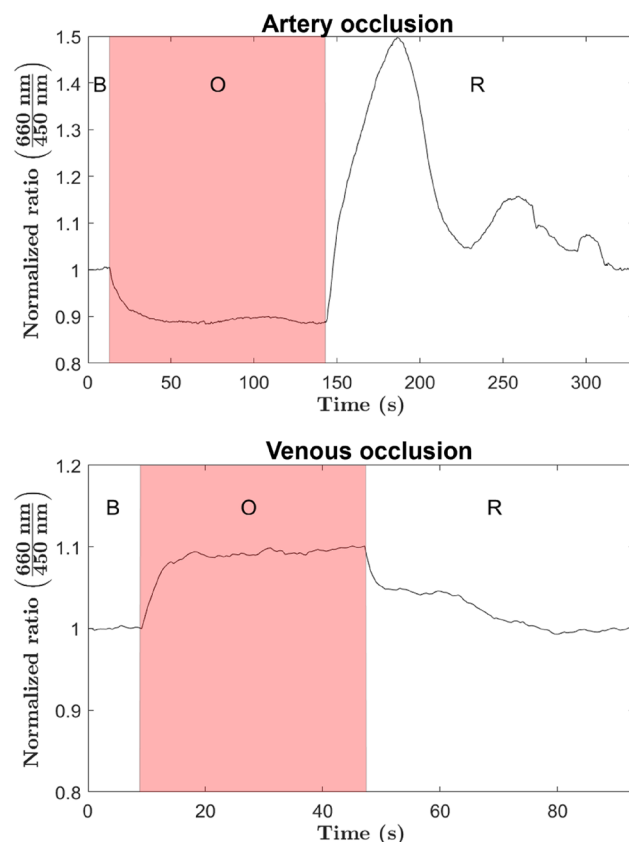 Artery occlusion
1.5
1.4
1.3
1.2
1.1
1
0.9
0.8
Normalized ratio (660 nm / 450 nm)
B O R
0 50 100 150 200 250 300
Time (s)
Venous occlusion
1.2
1.1
1
0.9
0.8
Normalized ratio (660 nm / 450 nm)
B O R
0 20 40 60 80
Time (s)